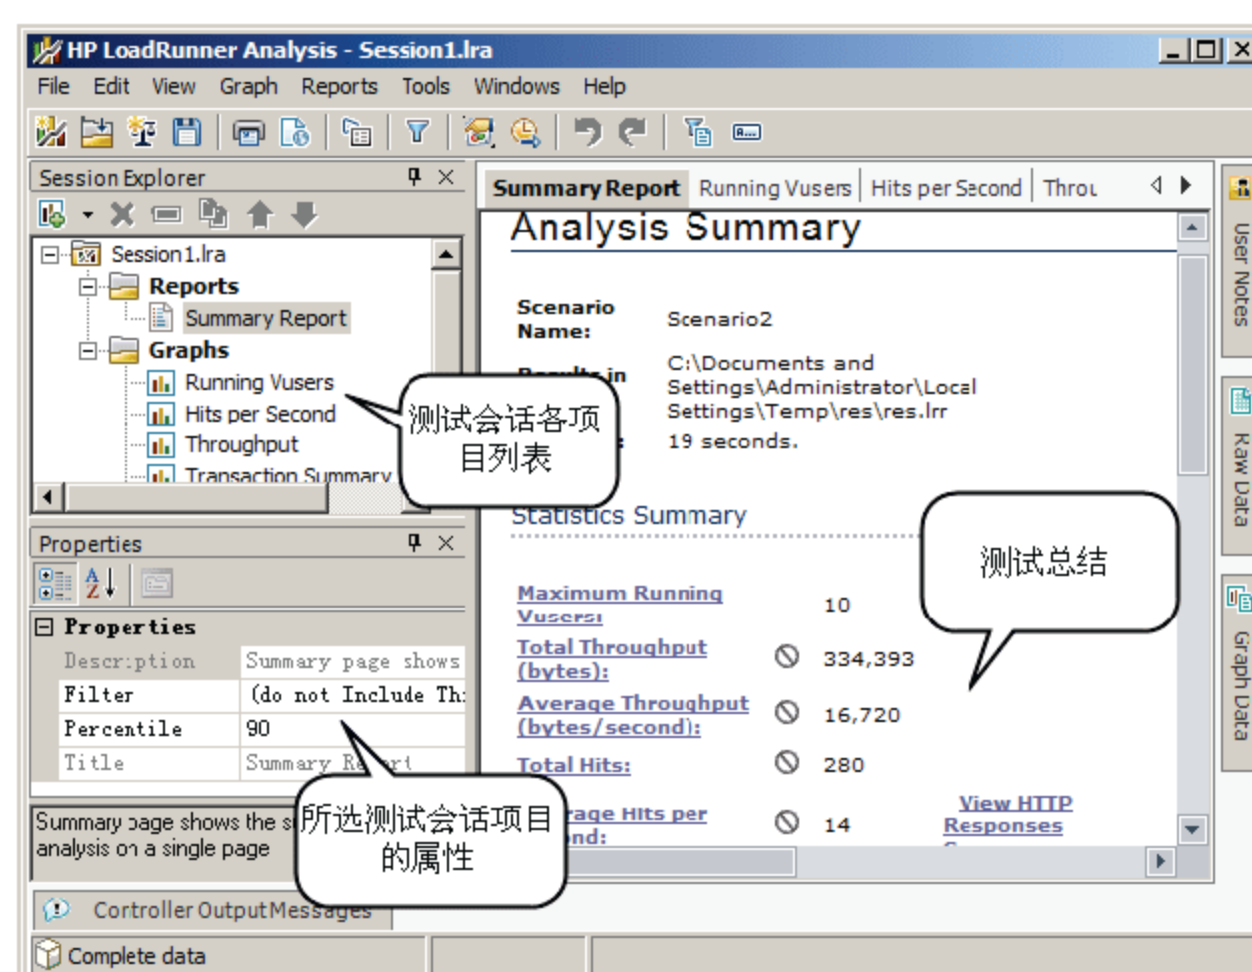 HP LoadRunner Analysis - Session1.lra
File Edit View Graph Reports Tools Windows Help
Session Explorer
Session1.lra
Reports
Summary Report
Graphs
Running Vusers
Hits per Second
Throughput
Transaction Summary
测试会话各项
目列表
Properties
Properties
Description Summary page shows
Filter (do not Include
Percentile 90
Title Summary
所选测试会话项目
的属性
Summary page shows the
analysis on a single page
Summary Report Running Vusers Hits per Second
Analysis Summary
Scenario
Name: Scenario2
Results in
C:\Documents and
Settings\Administrator\Local
Settings\Temp\res\res.lrr
19 seconds.
Statistics Summary
测试总结
Maximum Running
Vusers: 10
Total Throughput
(bytes): 334,393
Average Throughput
(bytes/second): 16,720
Total Hits: 280
Hits per
14
View HTTP
Responses
User Notes
Raw Data
Graph Data
Controller Output Messages
Complete data